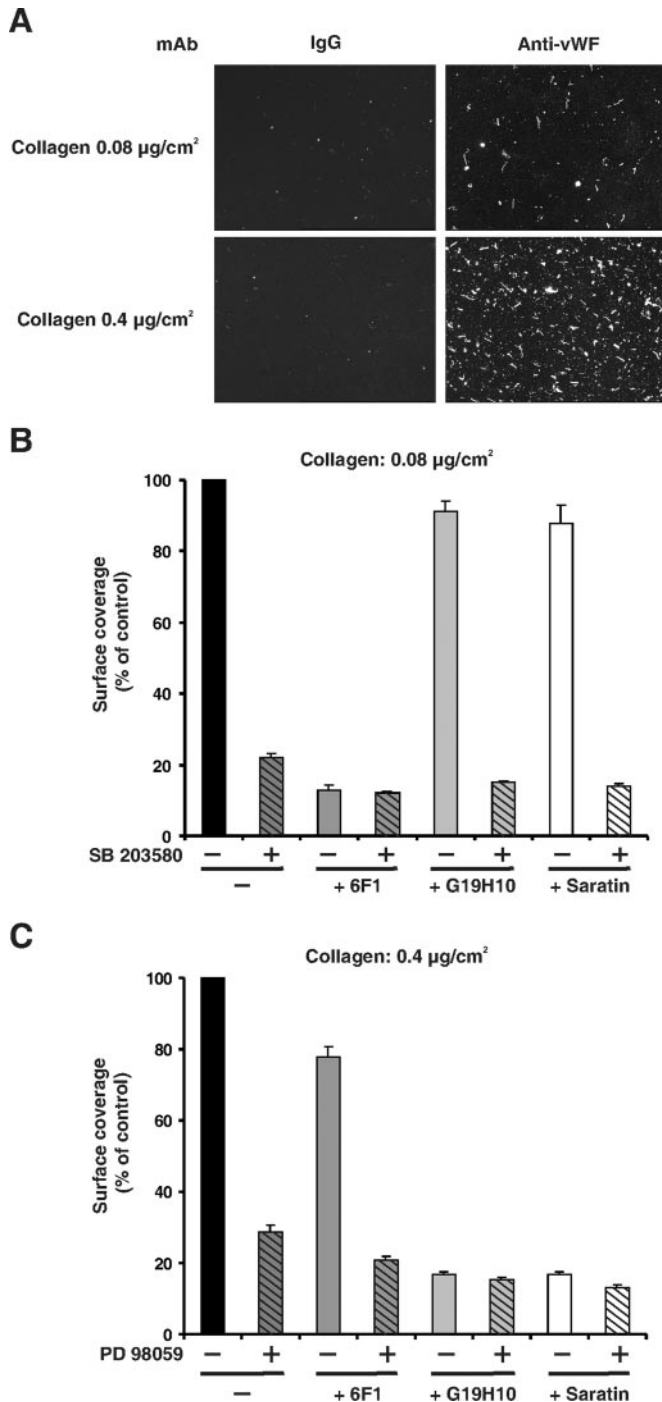 A
mAb IgG Anti-vWF
Collagen 0.08 µg/cm²
Collagen 0.4 µg/cm²
B
Collagen: 0.08 µg/cm²
Surface coverage
(% of control)
100
80
60
40
20
0
SB 203580 − + − + − + − +
− + 6F1 + G19H10 + Saratin
C
Collagen: 0.4 µg/cm²
Surface coverage
(% of control)
100
80
60
40
20
0
PD 98059 − + − + − + − +
− + 6F1 + G19H10 + Saratin